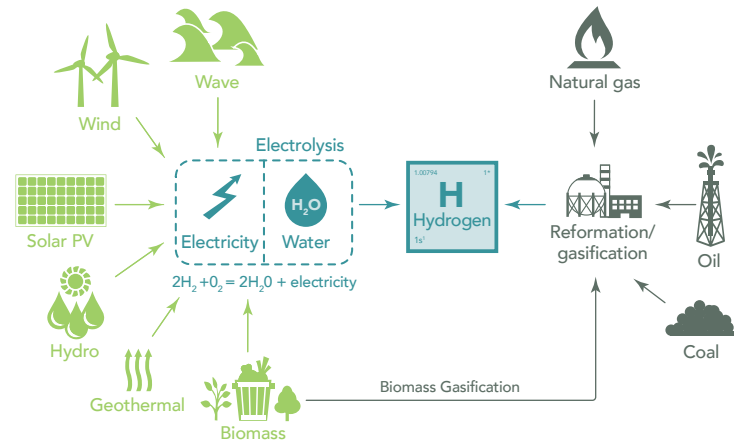 Wave
Natural gas
Wind
Electrolysis
1.00794 1+
H
Hydrogen
1s¹
H₂O
Electricity
Water
Solar PV
Reformation/
gasification
Oil
2H₂+0₂ = 2H₂0 + electricity
Hydro
Coal
Geothermal
Biomass Gasification
Biomass